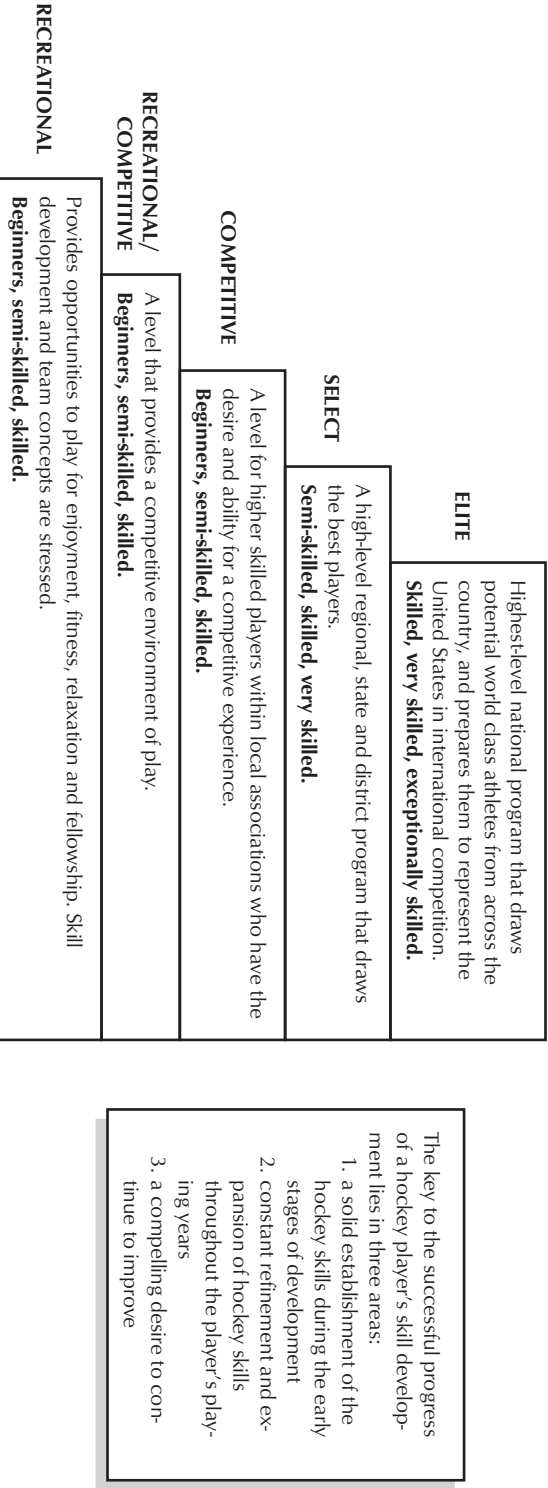 ELITE
Highest-level national program that draws
potential world class athletes from across the
country, and prepares them to represent the
United States in international competition.
Skilled, very skilled, exceptionally skilled.
SELECT
A high-level regional, state and district program that draws
the best players.
Semi-skilled, skilled, very skilled.
COMPETITIVE
A level for higher skilled players within local associations who have the
desire and ability for a competitive experience.
Beginners, semi-skilled, skilled.
RECREATIONAL/
COMPETITIVE
A level that provides a competitive environment of play.
Beginners, semi-skilled, skilled.
RECREATIONAL
Provides opportunities to play for enjoyment, fitness, relaxation and fellowship. Skill
development and team concepts are stressed.
Beginners, semi-skilled, skilled.
The key to the successful progress
of a hockey player's skill develop-
ment lies in three areas:
1. a solid establishment of the
hockey skills during the early
stages of development
2. constant refinement and ex-
pansion of hockey skills
throughout the player's play-
ing years
3. a compelling desire to con-
tinue to improve